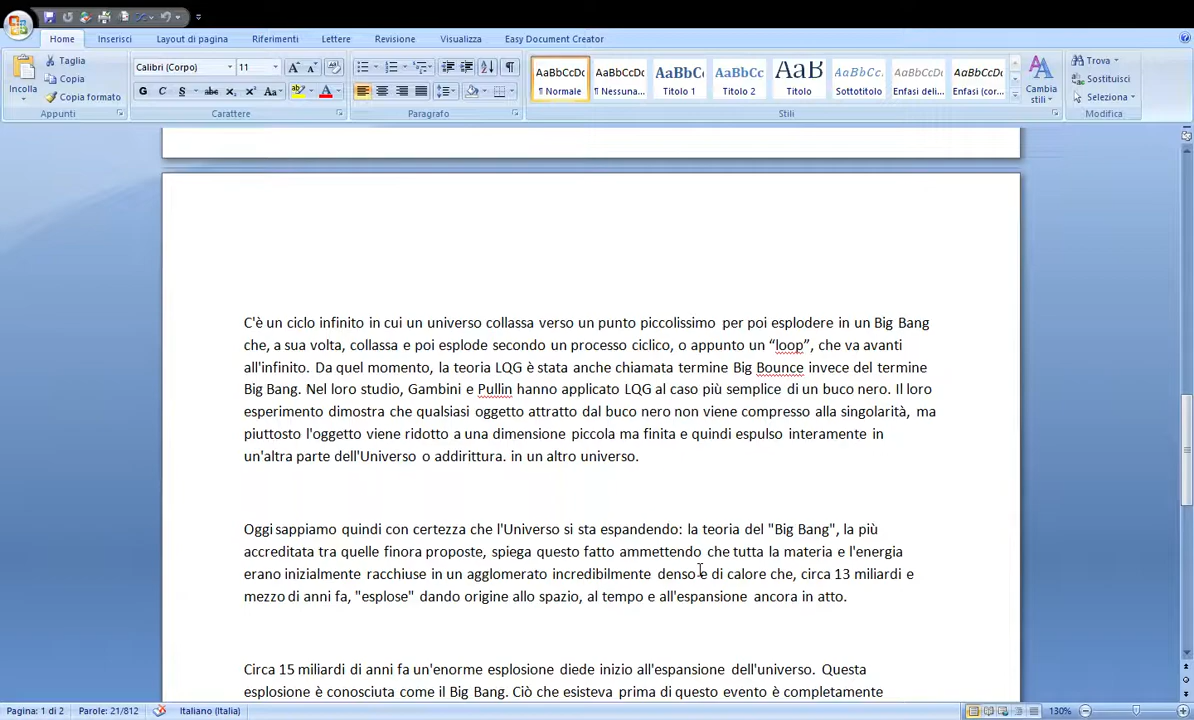 Home Inserisci Layout di pagina Riferimenti Lettere Revisione Visualizza Easy Document Creator
Incolla
Taglia
Copia
Copia formato
Appunti
Calibri (Corpo) 11
G C S abc x₂ x² Aa
Carattere
Paragrafo
AaBbCcDc AaBbCcDc AaBbC AaBbCc AaB AaBbCc. AaBbCcDc AaBbCcDc
¶ Normale ¶ Nessuna... Titolo 1 Titolo 2 Titolo Sottotitolo Enfasi deli... Enfasi (cor...
Stili
Cambia stili
Trova
Sostituisci
Seleziona
Modifica
C'è un ciclo infinito in cui un universo collassa verso un punto piccolissimo per poi esplodere in un Big Bang
che, a sua volta, collassa e poi esplode secondo un processo ciclico, o appunto un “loop”, che va avanti
all'infinito. Da quel momento, la teoria LQG è stata anche chiamata termine Big Bounce invece del termine
Big Bang. Nel loro studio, Gambini e Pullin hanno applicato LQG al caso più semplice di un buco nero. Il loro
esperimento dimostra che qualsiasi oggetto attratto dal buco nero non viene compresso alla singolarità, ma
piuttosto l'oggetto viene ridotto a una dimensione piccola ma finita e quindi espulso interamente in
un'altra parte dell'Universo o addirittura. in un altro universo.
Oggi sappiamo quindi con certezza che l'Universo si sta espandendo: la teoria del "Big Bang", la più
accreditata tra quelle finora proposte, spiega questo fatto ammettendo che tutta la materia e l'energia
erano inizialmente racchiuse in un agglomerato incredibilmente denso e di calore che, circa 13 miliardi e
mezzo di anni fa, "esplose" dando origine allo spazio, al tempo e all'espansione ancora in atto.
Circa 15 miliardi di anni fa un'enorme esplosione diede inizio all'espansione dell'universo. Questa
esplosione è conosciuta come il Big Bang. Ciò che esisteva prima di questo evento è completamente
Pagina: 1 di 2 Parole: 21/812 Italiano (Italia) 130%